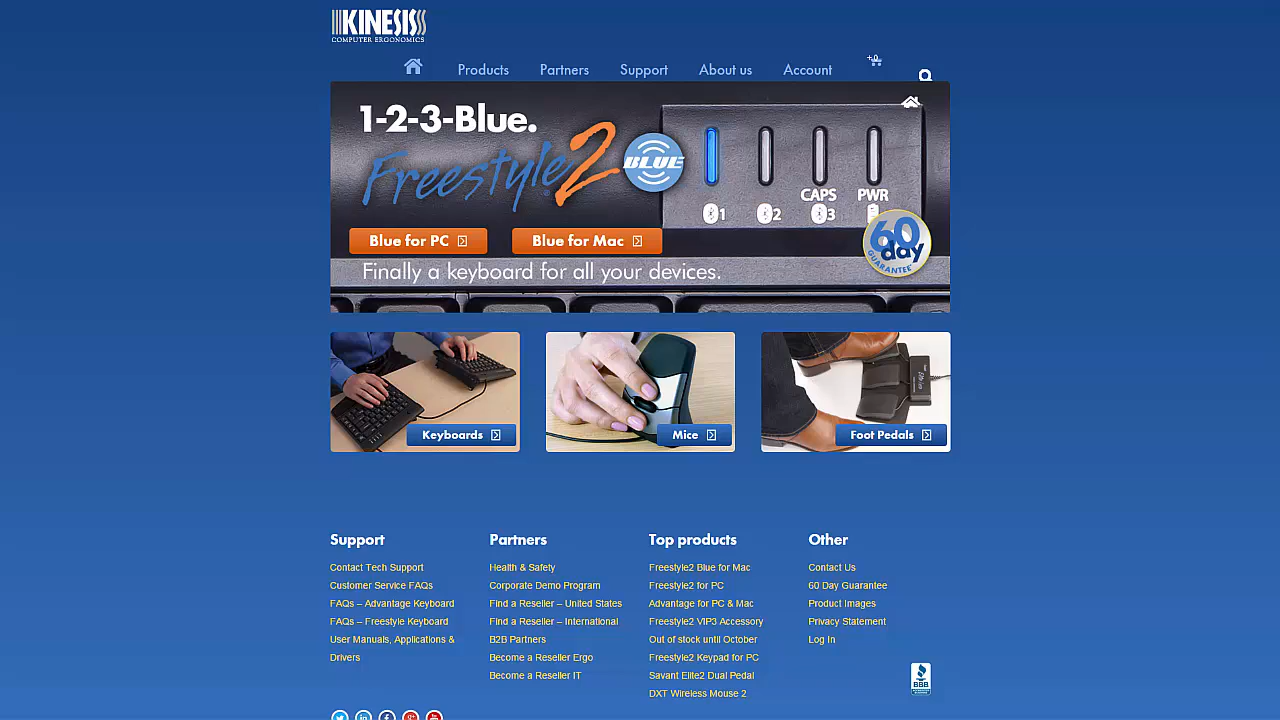 KINESIS
COMPUTER ERGONOMICS
Products
Partners
Support
About us
Account
1-2-3-Blue.
Freestyle2
BLUE
CAPS
PWR
1
2
3
Blue for PC
Blue for Mac
60
day
GUARANTEE
Finally a keyboard for all your devices.
Keyboards
Mice
Foot Pedals
Support
Contact Tech Support
Customer Service FAQs
FAQs – Advantage Keyboard
FAQs – Freestyle Keyboard
User Manuals, Applications &
Drivers
Partners
Health & Safety
Corporate Demo Program
Find a Reseller – United States
Find a Reseller – International
B2B Partners
Become a Reseller Ergo
Become a Reseller IT
Top products
Freestyle2 Blue for Mac
Freestyle2 for PC
Advantage for PC & Mac
Freestyle2 VIP3 Accessory
Out of stock until October
Freestyle2 Keypad for PC
Savant Elite2 Dual Pedal
DXT Wireless Mouse 2
Other
Contact Us
60 Day Guarantee
Product Images
Privacy Statement
Log In
BBB